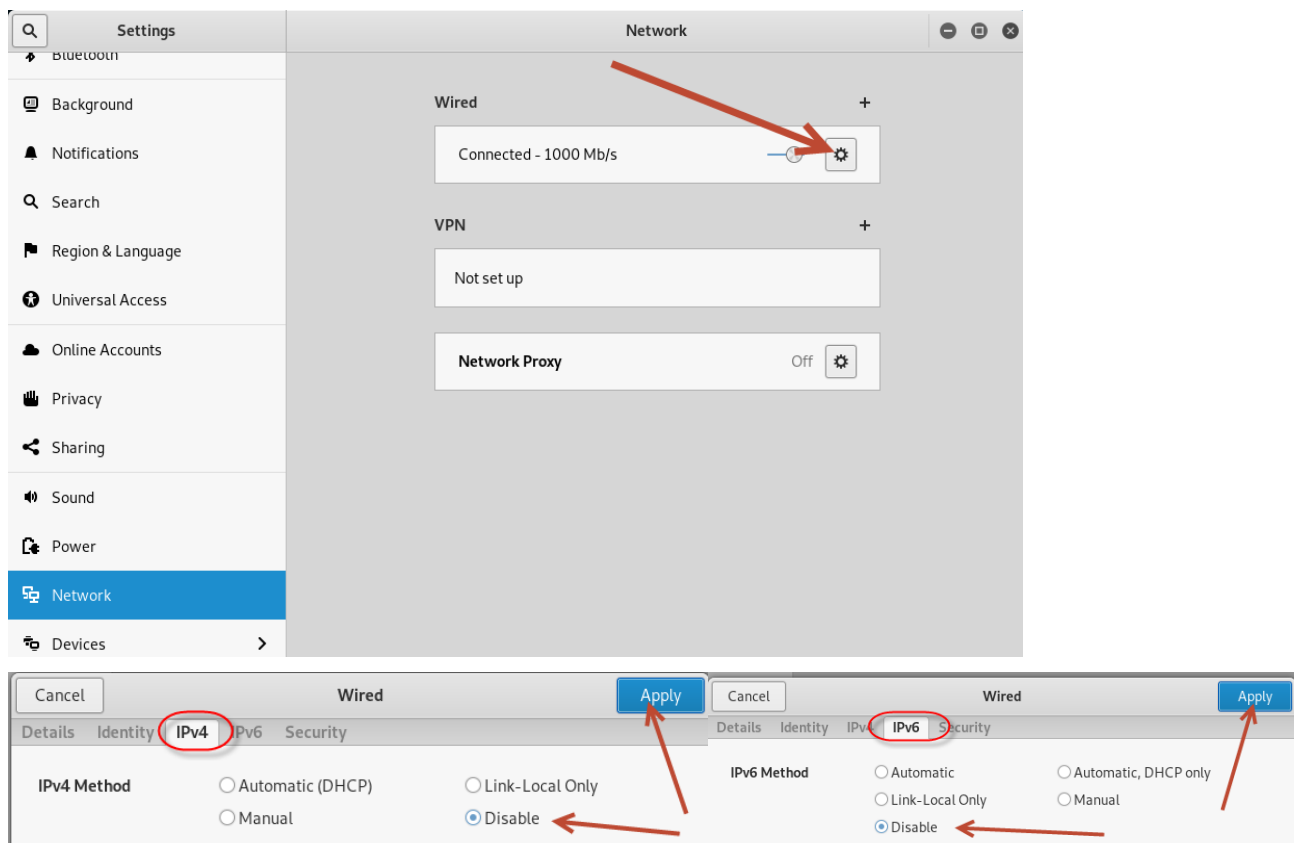 Settings
Network
Bluetooth
Background
Notifications
Search
Region & Language
Universal Access
Online Accounts
Privacy
Sharing
Sound
Power
Network
Devices
Wired
+
Connected - 1000 Mb/s
VPN
+
Not set up
Network Proxy Off
Cancel Wired Apply
Details Identity IPv4 IPv6 Security
IPv4 Method Automatic (DHCP) Link-Local Only
Manual Disable
Cancel Wired Apply
Details Identity IPv4 IPv6 Security
IPv6 Method Automatic Automatic, DHCP only
Link-Local Only Manual
Disable